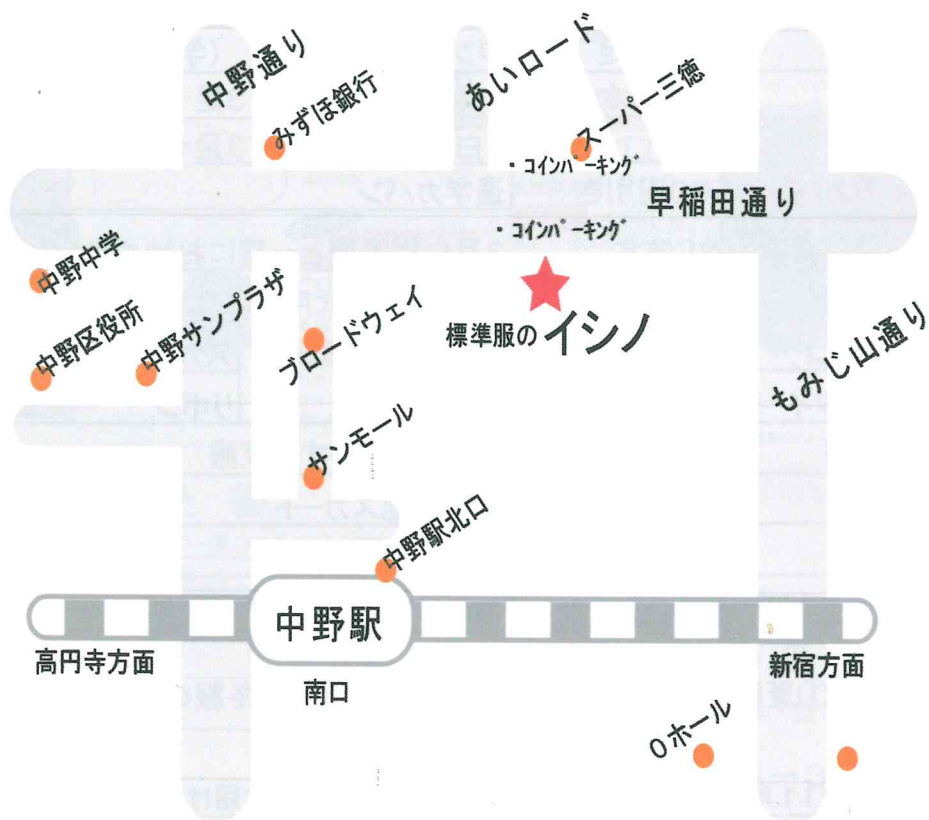 中野通り
みずほ銀行
あいロード
スーパー三徳
・コインパーキング
早稲田通り
・コインパーキング
中野中学
中野区役所
中野サンプラザ
ブロードウェイ
標準服のイシノ
もみじ山通り
サンモール
中野駅北口
中野駅
高円寺方面
新宿方面
南口
0ホール